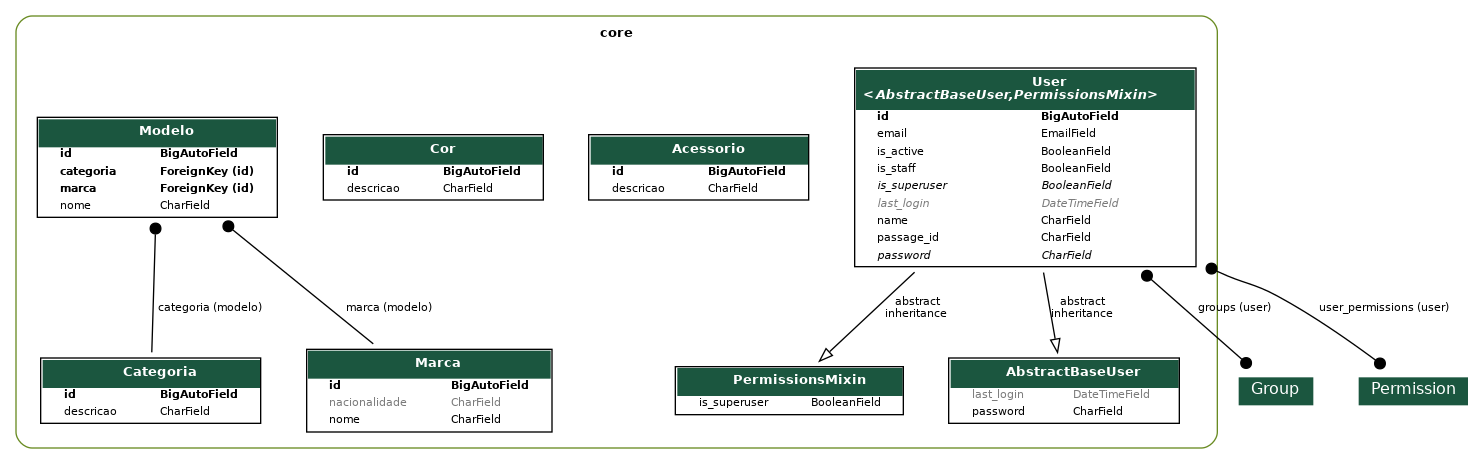 core
User
<AbstractBaseUser,PermissionsMixin>
id BigAutoField
email EmailField
is_active BooleanField
is_staff BooleanField
is_superuser BooleanField
last_login DateTimeField
name CharField
passage_id CharField
password CharField
Modelo
id BigAutoField
categoria ForeignKey (id)
marca ForeignKey (id)
nome CharField
Cor
id BigAutoField
descricao CharField
Acessorio
id BigAutoField
descricao CharField
categoria (modelo)
marca (modelo)
abstract
inheritance
abstract
inheritance
groups (user)
user_permissions (user)
Categoria
id BigAutoField
descricao CharField
Marca
id BigAutoField
nacionalidade CharField
nome CharField
PermissionsMixin
is_superuser BooleanField
AbstractBaseUser
last_login DateTimeField
password CharField
Group
Permission